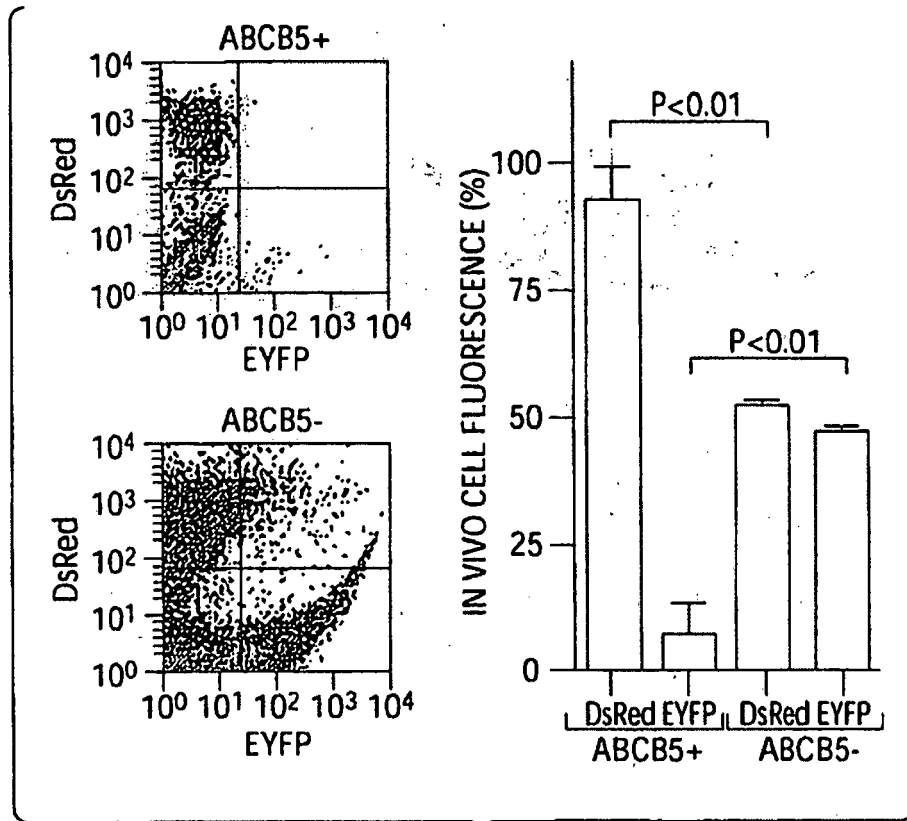 ABCB5+
10⁴
10³
10²
10¹
10⁰
DsRed
10⁰ 10¹ 10² 10³ 10⁴
EYFP
ABCB5-
10⁴
10³
10²
10¹
10⁰
DsRed
10⁰ 10¹ 10² 10³ 10⁴
EYFP
IN VIVO CELL FLUORESCENCE (%)
100
75
50
25
0
P<0.01
P<0.01
DsRed EYFP DsRed EYFP
ABCB5+ ABCB5-